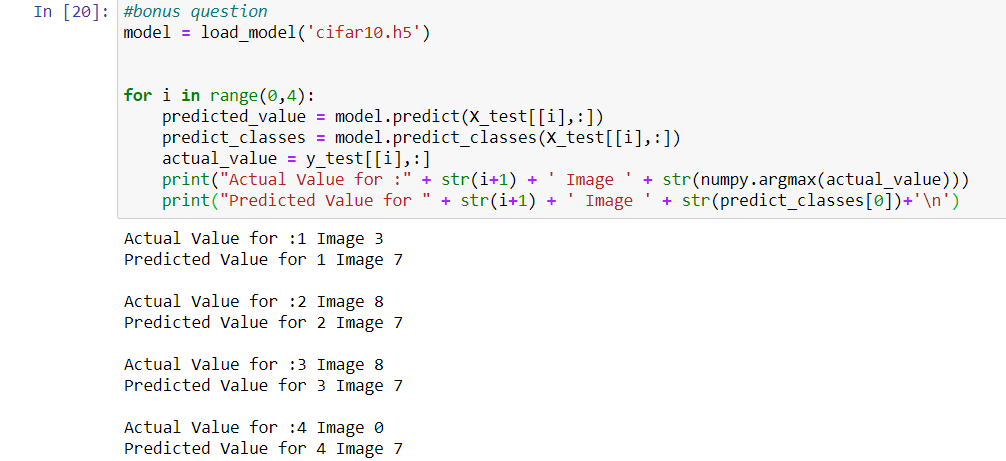 In [20]: #bonus question
model = load_model('cifar10.h5')
for i in range(0,4):
predicted_value = model.predict(X_test[[i],:])
predict_classes = model.predict_classes(X_test[[i],:])
actual_value = y_test[[i],:]
print("Actual Value for :" + str(i+1) + ' Image ' + str(numpy.argmax(actual_value)))
print("Predicted Value for " + str(i+1) + ' Image ' + str(predict_classes[0])+'\n')
Actual Value for :1 Image 3
Predicted Value for 1 Image 7
Actual Value for :2 Image 8
Predicted Value for 2 Image 7
Actual Value for :3 Image 8
Predicted Value for 3 Image 7
Actual Value for :4 Image 0
Predicted Value for 4 Image 7